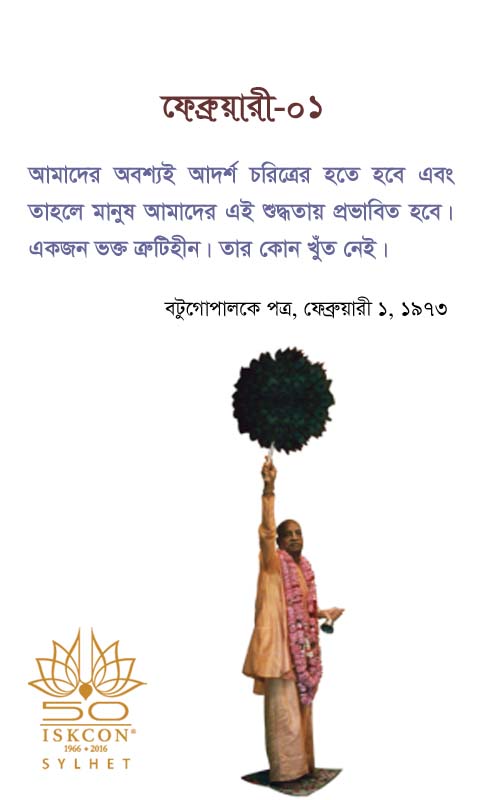 ফেব্রুয়ারী-০১
আমাদের অবশ্যই আদর্শ চরিত্রের হতে হবে এবং
তাহলে মানুষ আমাদের এই শুদ্ধতায় প্রভাবিত হবে।
একজন ভক্ত ত্রুটিহীন। তার কোন খুঁত নেই।
বটুগোপালকে পত্র, ফেব্রুয়ারী ১, ১৯৭৩
50
ISKCON®
1966 • 2016
SYLHET